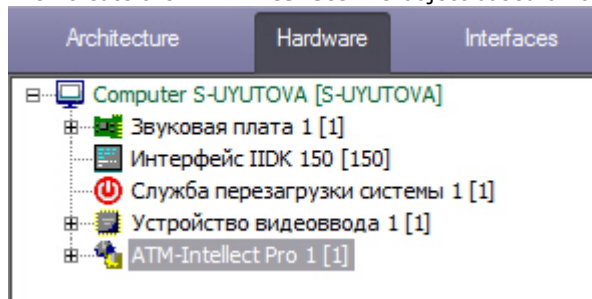 Architecture Hardware Interfaces
Computer S-UYUTOVA [S-UYUTOVA]
Звуковая плата 1 [1]
Интерфейс IIDK 150 [150]
Служба перезагрузки системы 1 [1]
Устройство видеоввода 1 [1]
ATM-Intellect Pro 1 [1]